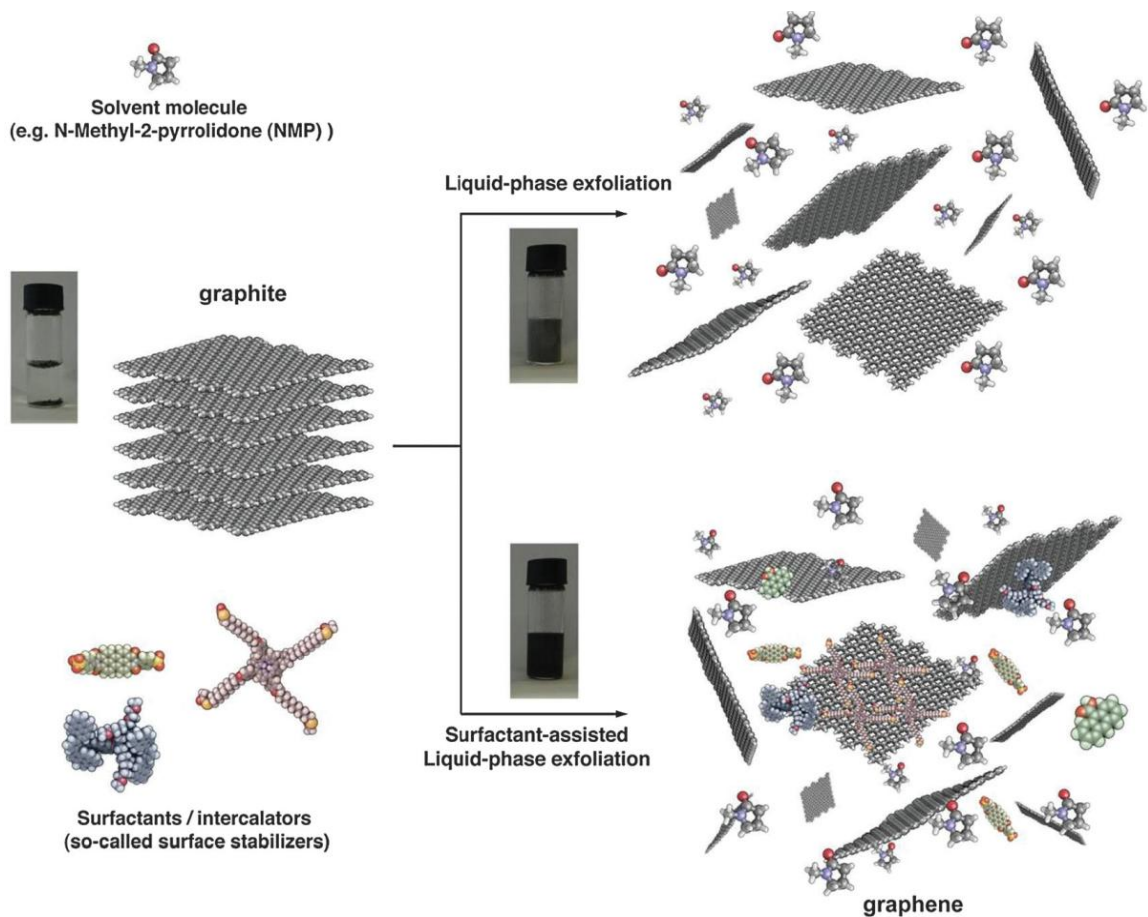 Solvent molecule
(e.g. N-Methyl-2-pyrrolidone (NMP) )
Liquid-phase exfoliation
graphite
Surfactant-assisted
Liquid-phase exfoliation
Surfactants / intercalators
(so-called surface stabilizers)
graphene